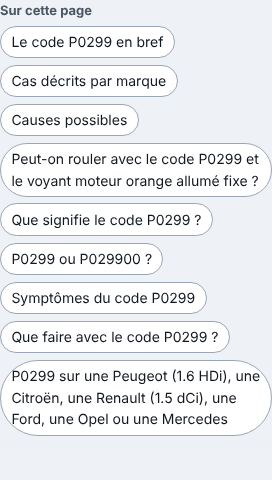 Sur cette page
Le code P0299 en bref
Cas décrits par marque
Causes possibles
Peut-on rouler avec le code P0299 et
le voyant moteur orange allumé fixe ?
Que signifie le code P0299 ?
P0299 ou P029900 ?
Symptômes du code P0299
Que faire avec le code P0299 ?
P0299 sur une Peugeot (1.6 HDi), une
Citroën, une Renault (1.5 dCi), une
Ford, une Opel ou une Mercedes